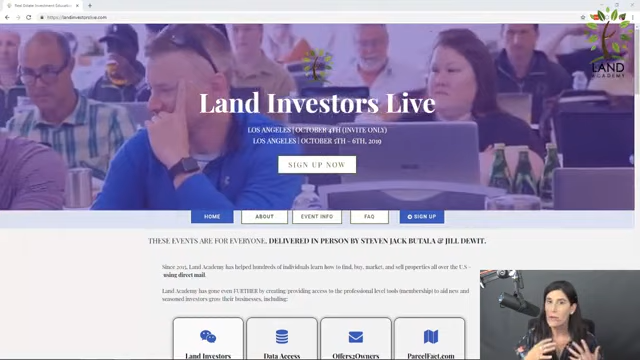 Real Estate Investment Educati
https://landinvestorslive.com
LAND
ACADEMY
Land Investors Live
LOS ANGELES | OCTOBER 4TH (INVITE ONLY)
LOS ANGELES | OCTOBER 5TH - 6TH, 2019
SIGN UP NOW
HOME
ABOUT
EVENT INFO
FAQ
SIGN UP
THESE EVENTS ARE FOR EVERYONE. DELIVERED IN PERSON BY STEVEN JACK BUTALA & JILL DEWIT.
Since 2015, Land Academy has helped hundreds of individuals learn how to find, buy, market, and sell properties all over the US -
using direct mail.
Land Academy has gone even FURTHER by creating/providing access to the professional level tools (membership) to aid new and
seasoned investors grow their businesses, including:
Land Investors
Data Access
Offers2Owners
ParcelFact.com